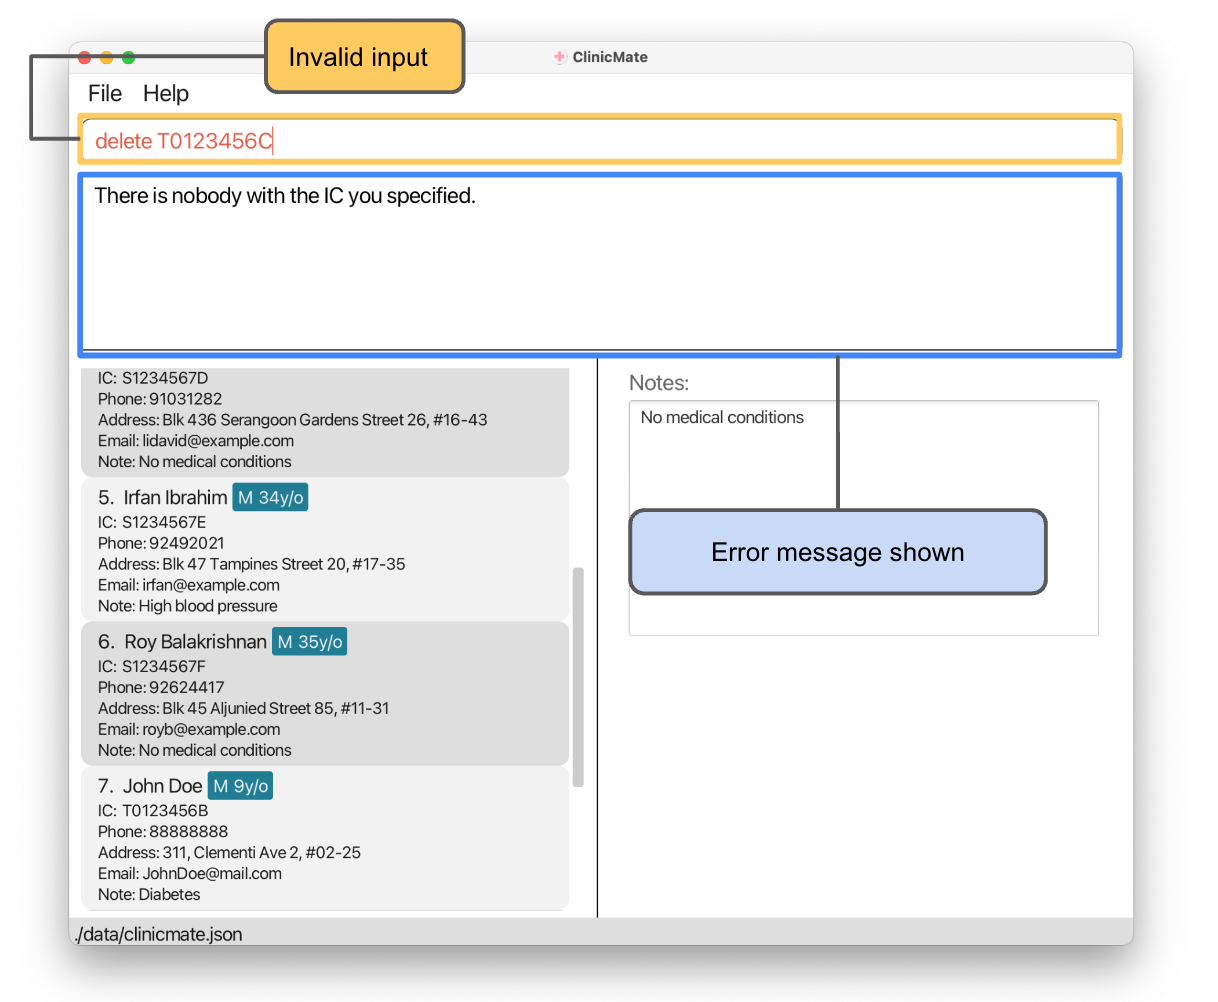 Invalid input
ClinicMate
File Help
delete T0123456C
There is nobody with the IC you specified.
IC: S1234567D
Phone: 91031282
Address: Blk 436 Serangoon Gardens Street 26, #16-43
Email: lidavid@example.com
Note: No medical conditions
5. Irfan Ibrahim M 34y/o
IC: S1234567E
Phone: 92492021
Address: Blk 47 Tampines Street 20, #17-35
Email: irfan@example.com
Note: High blood pressure
6. Roy Balakrishnan M 35y/o
IC: S1234567F
Phone: 92624417
Address: Blk 45 Aljunied Street 85, #11-31
Email: royb@example.com
Note: No medical conditions
7. John Doe M 9y/o
IC: T0123456B
Phone: 88888888
Address: 311, Clementi Ave 2, #02-25
Email: JohnDoe@mail.com
Note: Diabetes
Notes:
No medical conditions
Error message shown
./data/clinicmate.json